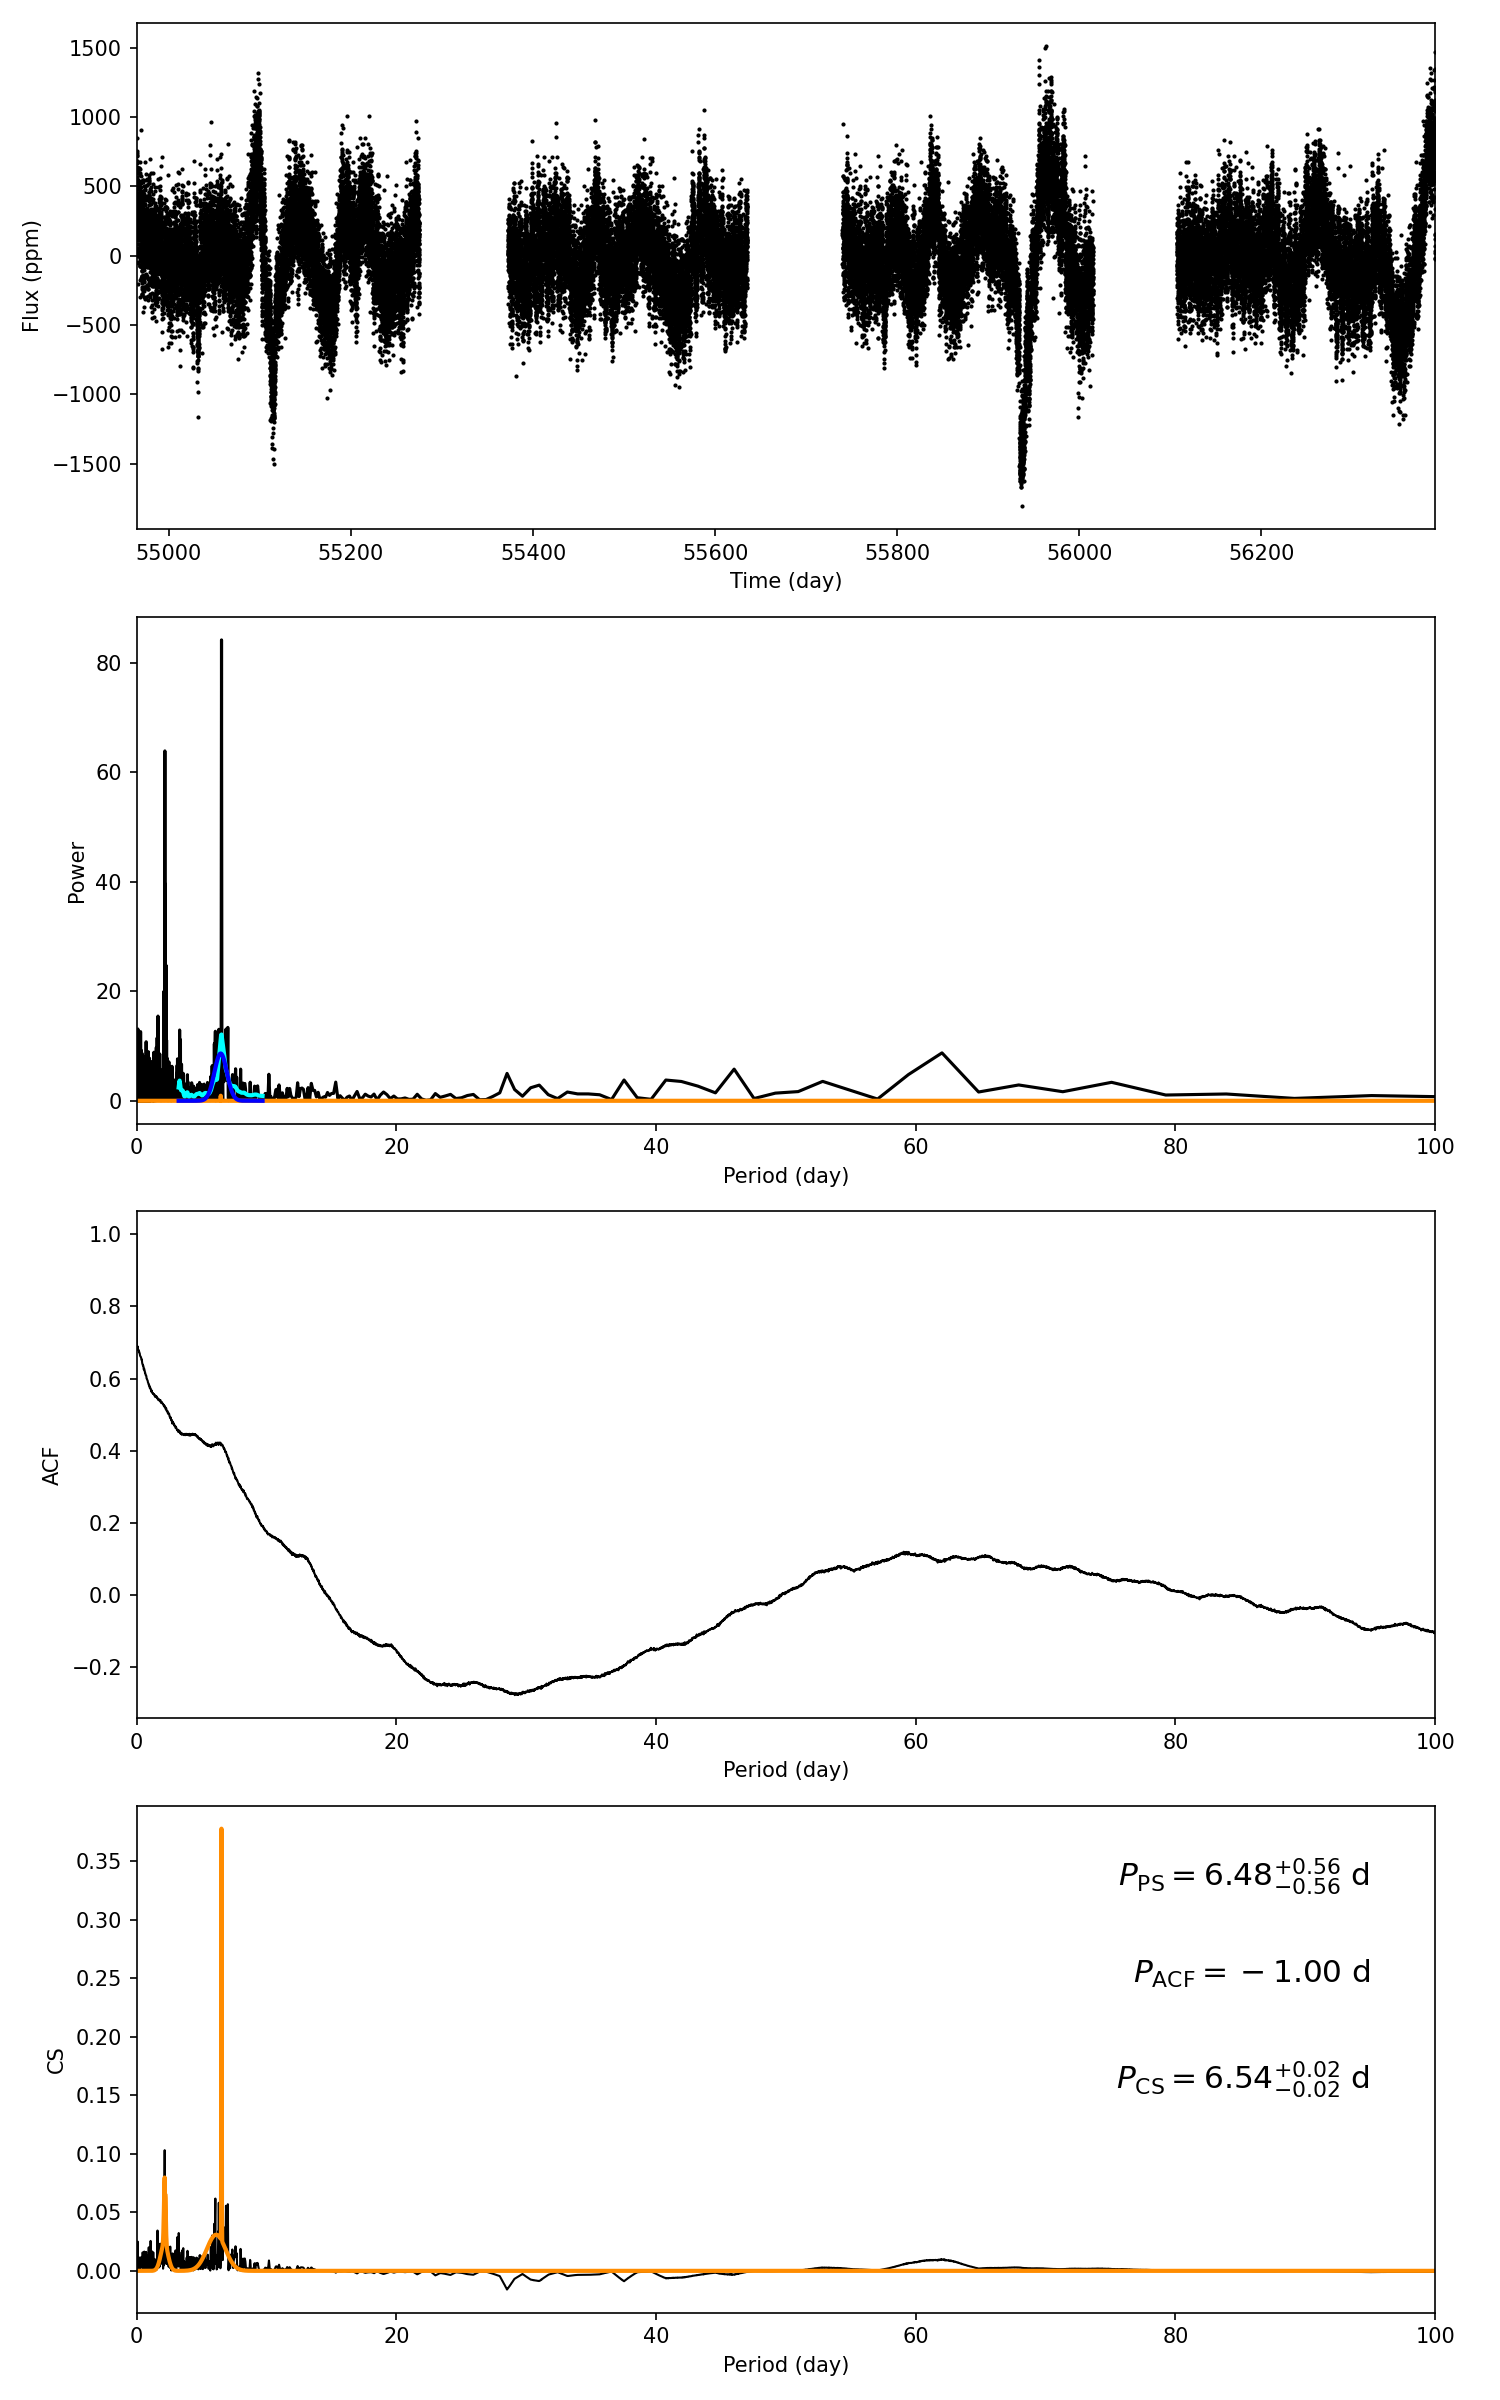 1500
1000
500
0
−500
−1000
−1500
Flux (ppm)
55000 55200 55400 55600 55800 56000 56200
Time (day)
80
60
40
20
0
Power
0 20 40 60 80 100
Period (day)
1.0
0.8
0.6
0.4
0.2
0.0
−0.2
ACF
0 20 40 60 80 100
Period (day)
0.35
0.30
0.25
0.20
0.15
0.10
0.05
0.00
CS
P_PS = 6.48^{+0.56}_{−0.56} d
P_ACF = −1.00 d
P_CS = 6.54^{+0.02}_{−0.02} d
0 20 40 60 80 100
Period (day)